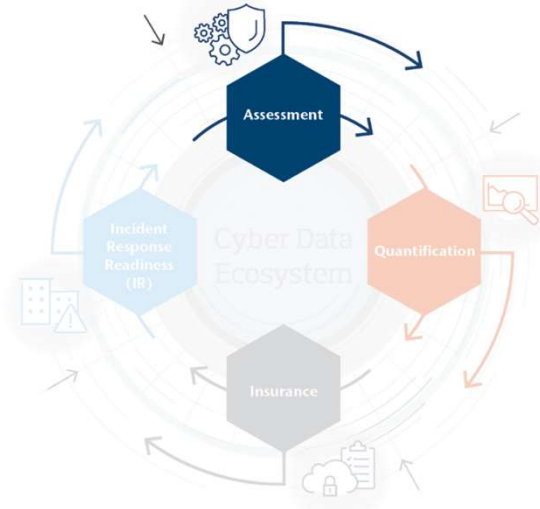 Assessment
Incident
Response
Readiness
(IR)
Cyber Data
Ecosystem
Quantification
Insurance